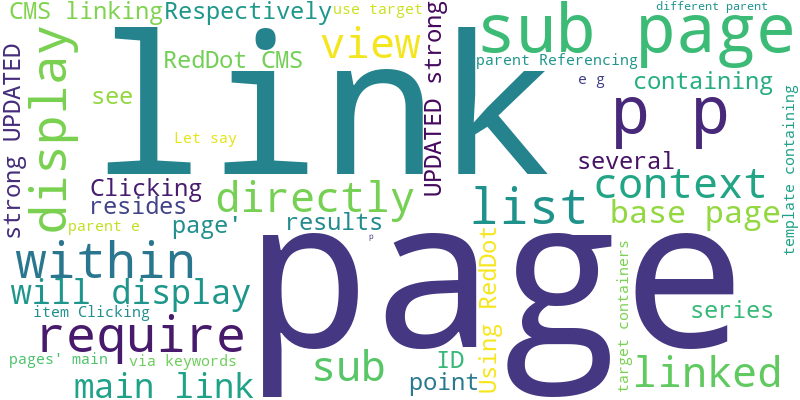 CMS linking
Respectively
use target
different parent
link
sub page
view
RedDot CMS
parent Referencing
UPDATED strong
strong UPDATED
display
see
e g
containing
p p
Let say
several
Clicking
context
template containing
resides
directly
list
base page
parent e
page'
results
p
page
within
will display
Using RedDot
target containers
item Clicking
series
require
pages' main
via keywords
sub
ID
linked
main link
point